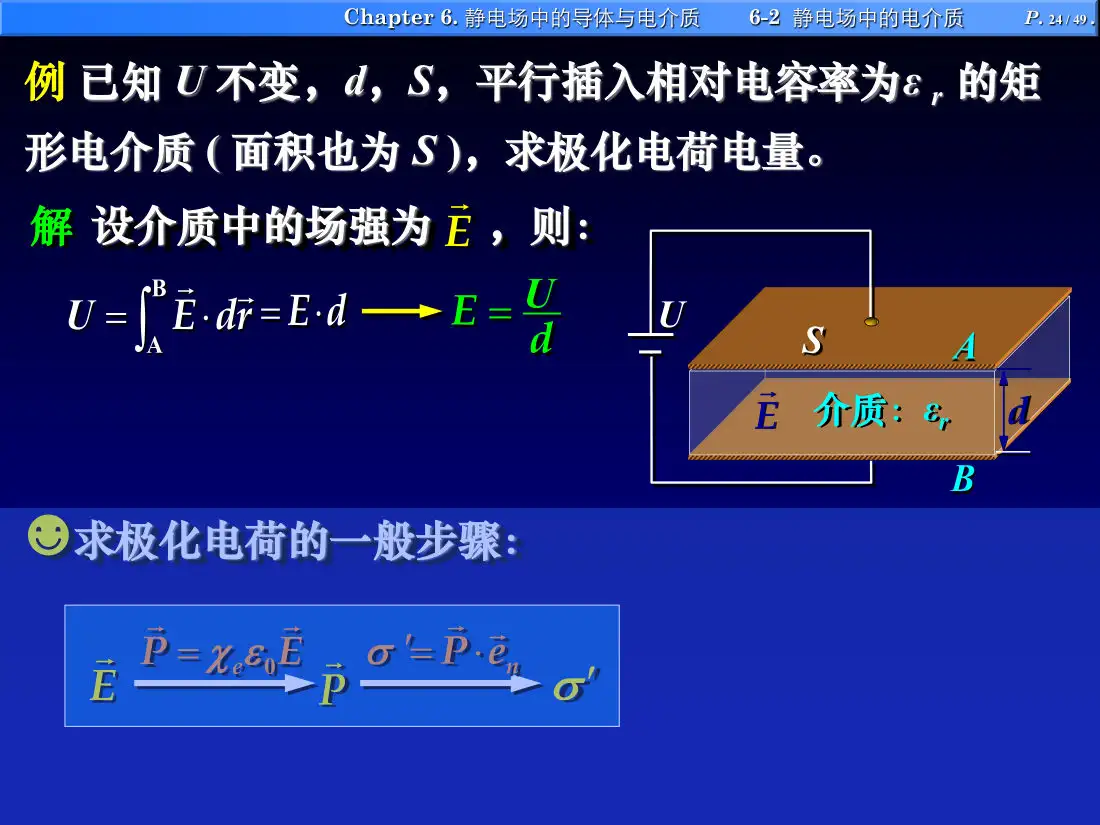 Chapter 6. 静电场中的导体与电介质 6-2 静电场中的电介质 P. 24 / 49 .
例 已知 U 不变，d，S，平行插入相对电容率为ε r 的矩
形电介质 ( 面积也为 S )，求极化电荷电量。
解 设介质中的场强为 E⃗ ，则：
U = ∫_A^B E⃗ · dr⃗ = E · d → E = U/d
U
S
A
E⃗ 介质：εr d
B
求极化电荷的一般步骤：
P⃗ = χeε0E⃗ σ′= P⃗ · e⃗n
E⃗ → P⃗ → σ′